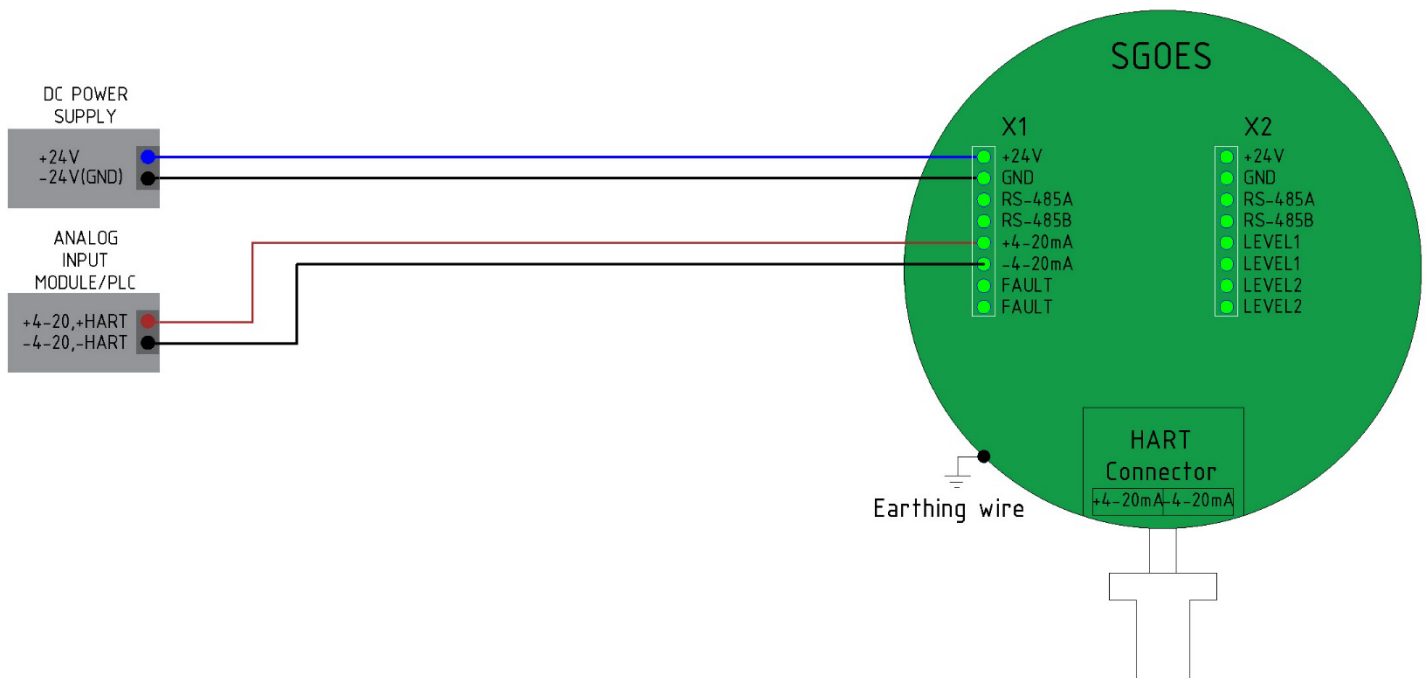 SGOES
DC POWER
SUPPLY
+24V
-24V(GND)
ANALOG
INPUT
MODULE/PLC
+4-20,+HART
-4-20,-HART
X1
+24V
GND
RS-485A
RS-485B
+4-20mA
-4-20mA
FAULT
FAULT
X2
+24V
GND
RS-485A
RS-485B
LEVEL1
LEVEL1
LEVEL2
LEVEL2
HART
Connector
+4-20mA -4-20mA
Earthing wire